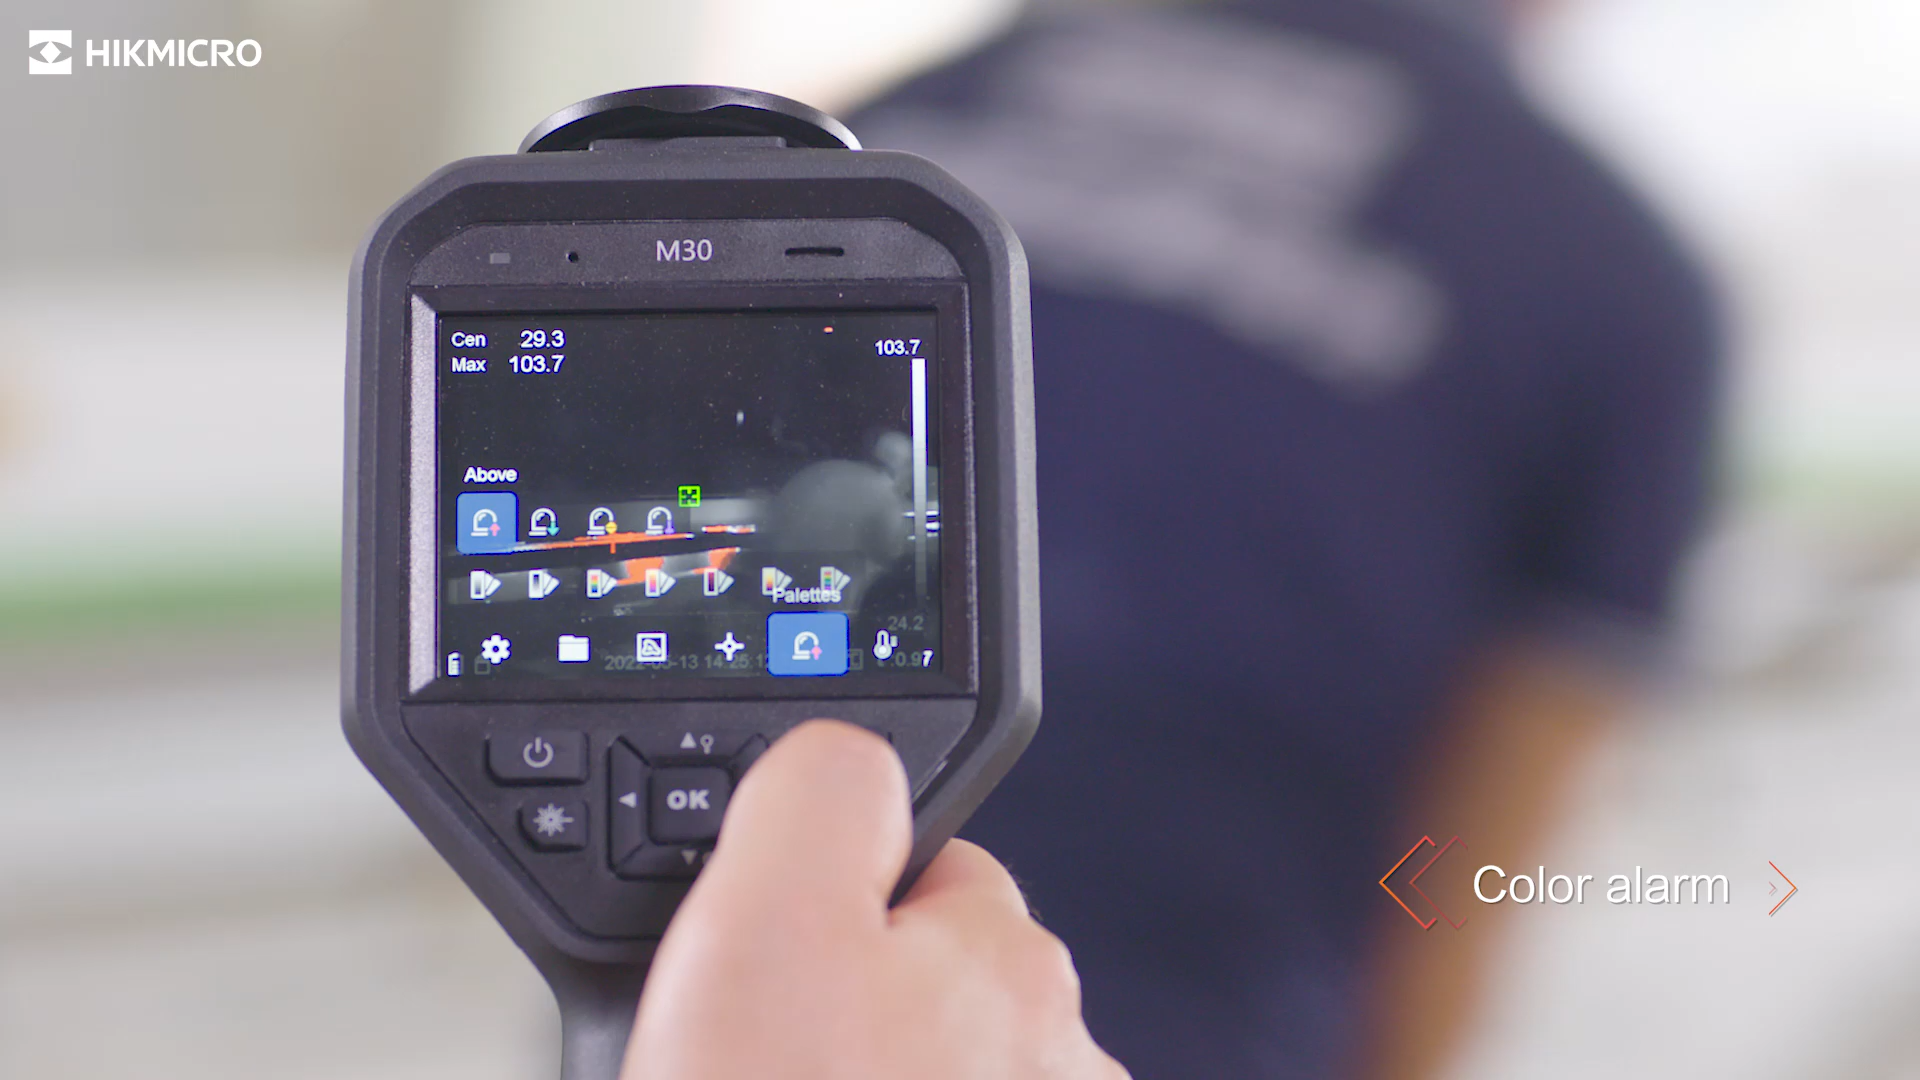 HIKMICRO
M30
Cen 29.3
Max 103.7
103.7
Above
Palettes
24.2
OK
Color alarm